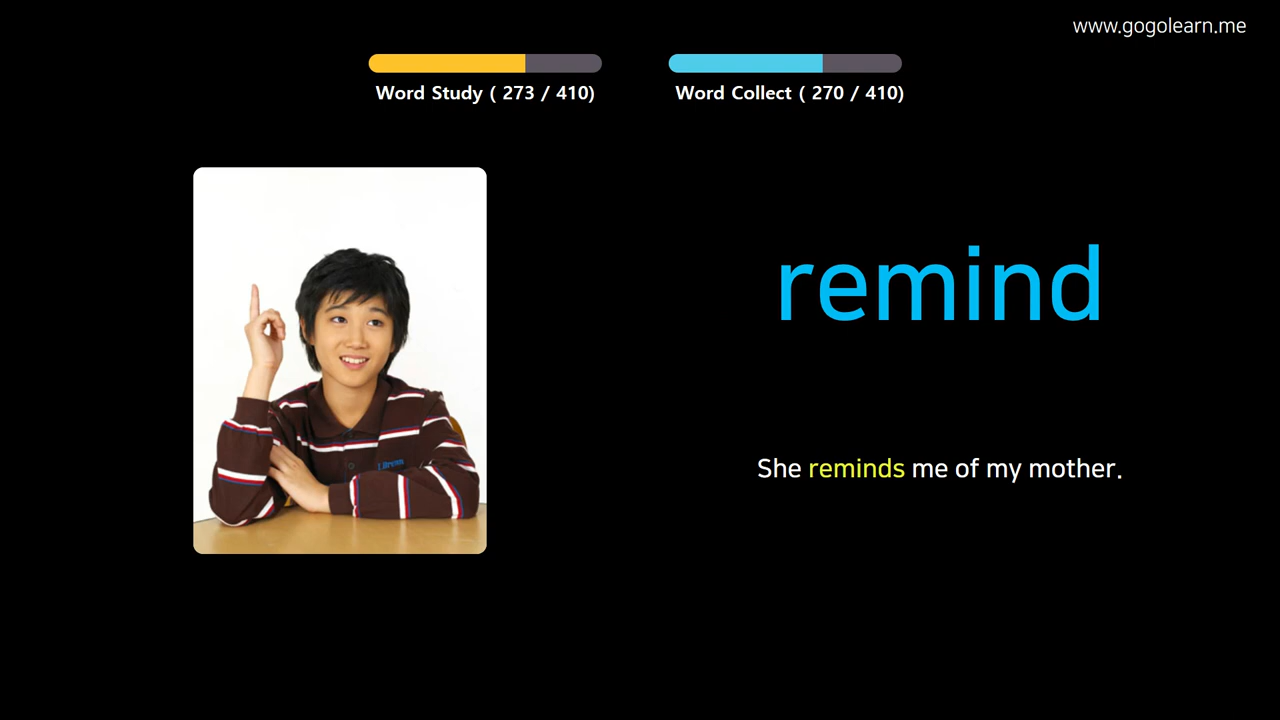 www.gogolearn.me
Word Study ( 273 / 410)
Word Collect ( 270 / 410)
remind
She reminds me of my mother.